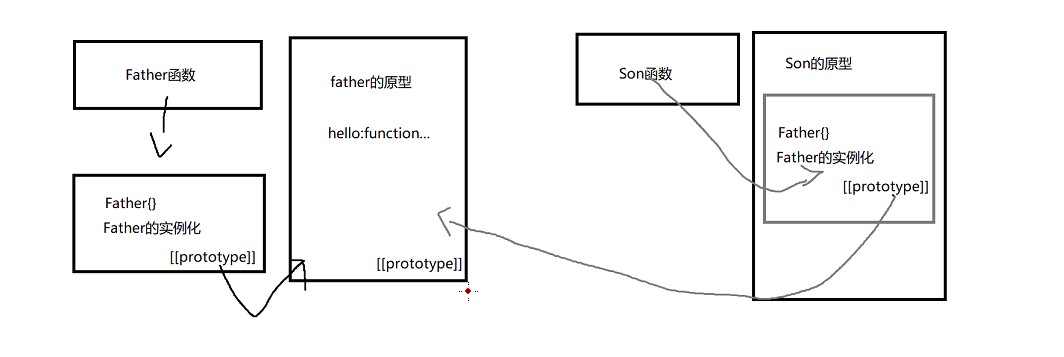 Father函数
Father{}
Father的实例化
[[prototype]]
father的原型
hello:function...
[[prototype]]
Son函数
Son的原型
Father{}
Father的实例化
[[prototype]]